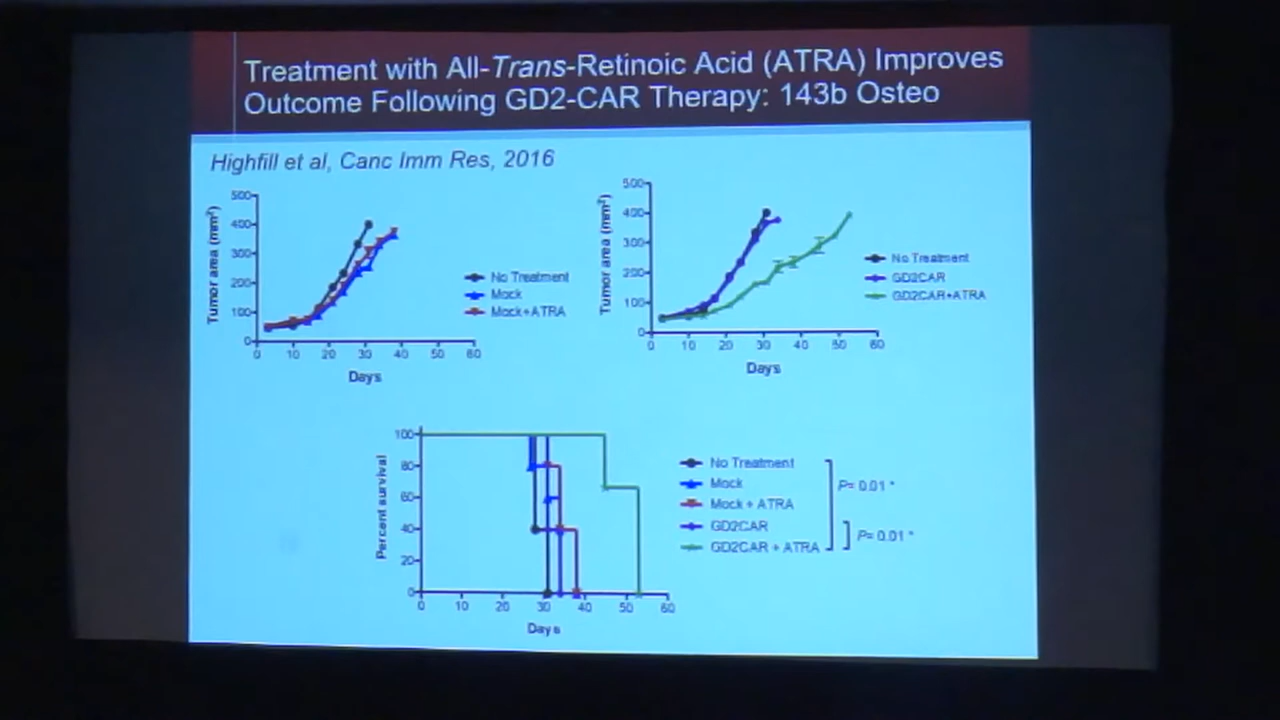 Treatment with All-Trans-Retinoic Acid (ATRA) Improves
Outcome Following GD2-CAR Therapy: 143b Osteo
Highfill et al, Canc Imm Res, 2016
Tumor area (mm²)
500
400
300
200
100
0
0 10 20 30 40 50 60
Days
No Treatment
Mock
Mock+ATRA
Tumor area (mm²)
500
400
300
200
100
0
0 10 20 30 40 50 60
Days
No Treatment
GD2CAR
GD2CAR+ATRA
Percent survival
100
80
60
40
20
0
0 10 20 30 40 50 60
Days
No Treatment
Mock
Mock + ATRA
GD2CAR
GD2CAR + ATRA
P= 0.01 *
P= 0.01 *